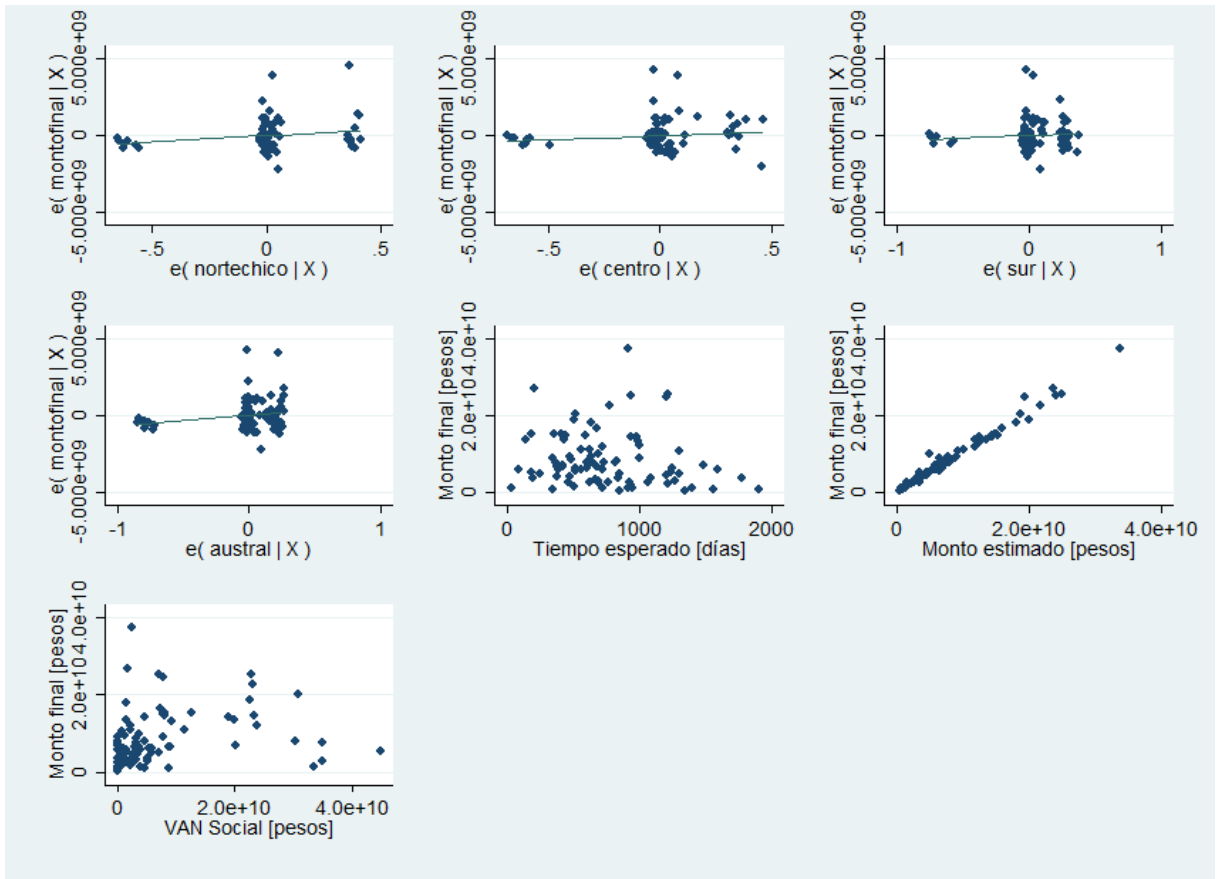 e( montofinal | X )
-5.000e+09 0 5.000e+09
-.5 0 .5
e( nortechico | X )
e( montofinal | X )
-5.000e+09 0 5.000e+09
-.5 0 .5
e( centro | X )
e( montofinal | X )
-5.000e+09 0 5.000e+09
-1 0 1
e( sur | X )
e( montofinal | X )
-5.000e+09 0 5.000e+09
-1 0 1
e( austral | X )
Monto final [pesos]
0 2.0e+10 4.0e+10
0 1000 2000
Tiempo esperado [días]
Monto final [pesos]
0 2.0e+10 4.0e+10
0 2.0e+10 4.0e+10
Monto estimado [pesos]
Monto final [pesos]
0 2.0e+10 4.0e+10
0 2.0e+10 4.0e+10
VAN Social [pesos]